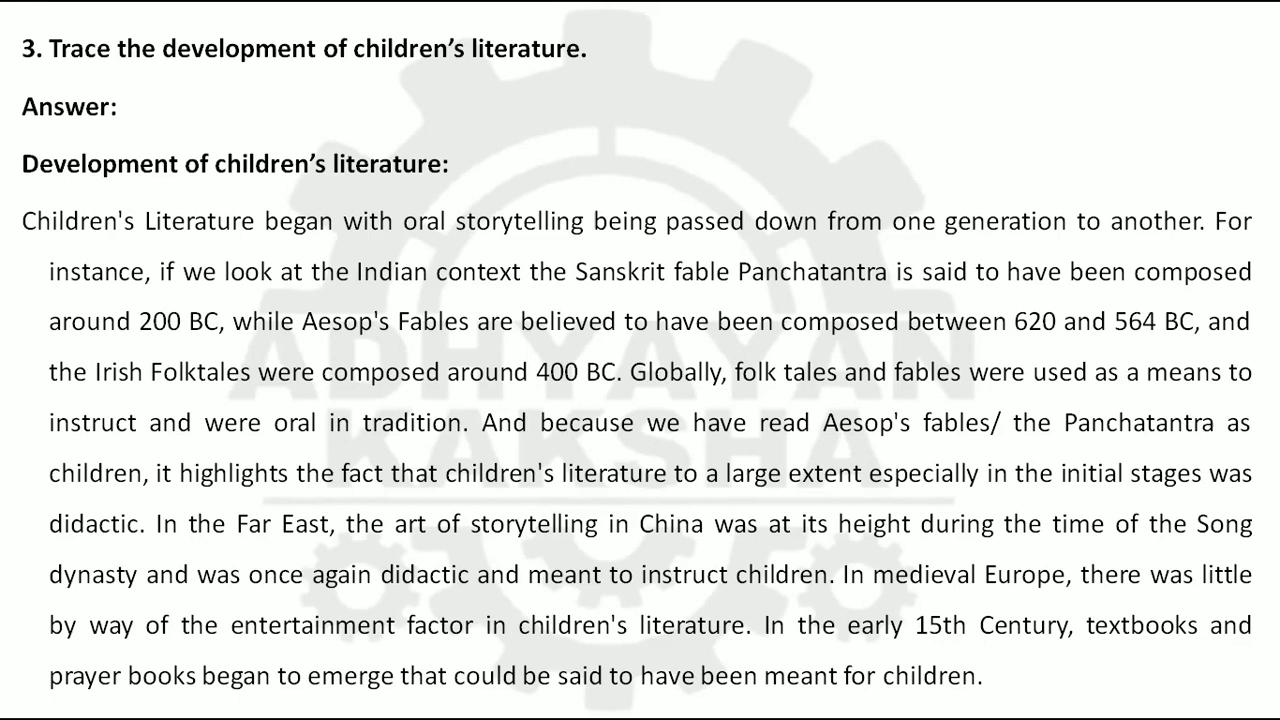 3. Trace the development of children’s literature.
Answer:
Development of children’s literature:
Children's Literature began with oral storytelling being passed down from one generation to another. For
instance, if we look at the Indian context the Sanskrit fable Panchatantra is said to have been composed
around 200 BC, while Aesop's Fables are believed to have been composed between 620 and 564 BC, and
the Irish Folktales were composed around 400 BC. Globally, folk tales and fables were used as a means to
instruct and were oral in tradition. And because we have read Aesop's fables/ the Panchatantra as
children, it highlights the fact that children's literature to a large extent especially in the initial stages was
didactic. In the Far East, the art of storytelling in China was at its height during the time of the Song
dynasty and was once again didactic and meant to instruct children. In medieval Europe, there was little
by way of the entertainment factor in children's literature. In the early 15th Century, textbooks and
prayer books began to emerge that could be said to have been meant for children.
ADHYAYAN
KAKSHA